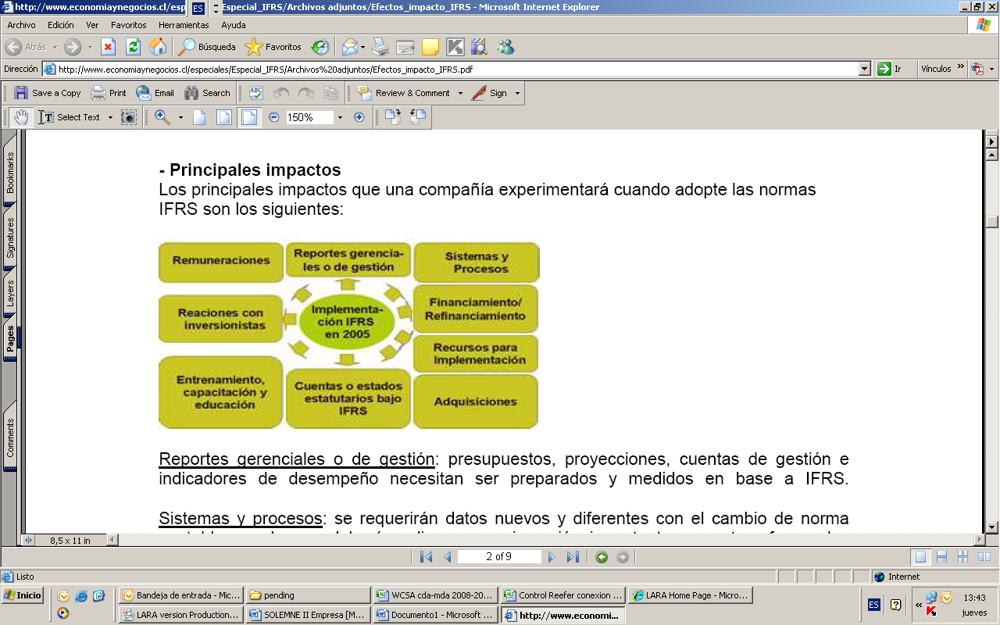 http://www.economiaynegocios.cl/esp ES Especial_IFRS/Archivos adjuntos/Efectos_impacto_IFRS - Microsoft Internet Explorer
Archivo Edición Ver Favoritos Herramientas Ayuda
Atrás Búsqueda Favoritos
Dirección http://www.economiaynegocios.cl/especiales/Especial_IFRS/Archivos%20adjuntos/Efectos_impacto_IFRS.pdf Ir Vínculos »
Save a Copy Print Email Search Review & Comment Sign
Select Text 150%
Bookmarks
Signatures
Layers
Pages
Comments
- Principales impactos
Los principales impactos que una compañía experimentará cuando adopte las normas
IFRS son los siguientes:
Remuneraciones
Reportes gerencia-
les o de gestión
Sistemas y
Procesos
Reaciones con
inversionistas
Implementa-
ción IFRS
en 2005
Financiamiento/
Refinanciamiento
Recursos para
Implementación
Entrenamiento,
capacitación y
educación
Cuentas o estados
estatutarios bajo
IFRS
Adquisiciones
Reportes gerenciales o de gestión: presupuestos, proyecciones, cuentas de gestión e
indicadores de desempeño necesitan ser preparados y medidos en base a IFRS.
Sistemas y procesos: se requerirán datos nuevos y diferentes con el cambio de norma
8,5 x 11 in
2 of 9
Listo Internet
Inicio Bandeja de entrada - Mic... pending WCSA cda-mda 2008-20... Control Reefer conexion ... LARA Home Page - Micro... ES « 13:43
LARA version Production... SOLEMNE II Empresa [M... Documento1 - Microsoft ... http://www.economi... jueves